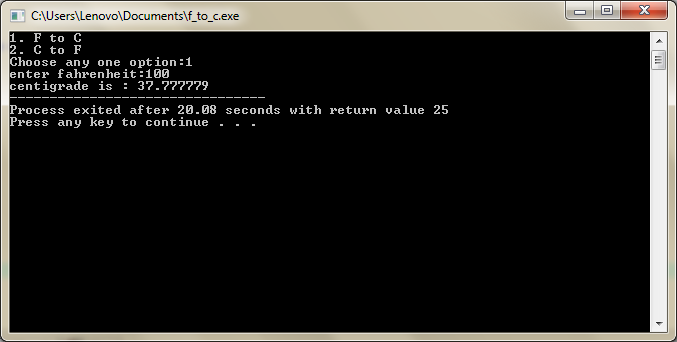 C:\Users\Lenovo\Documents\f_to_c.exe
1. F to C
2. C to F
Choose any one option:1
enter fahrenheit:100
centigrade is : 37.777779
--------------------------------
Process exited after 20.08 seconds with return value 25
Press any key to continue . . .